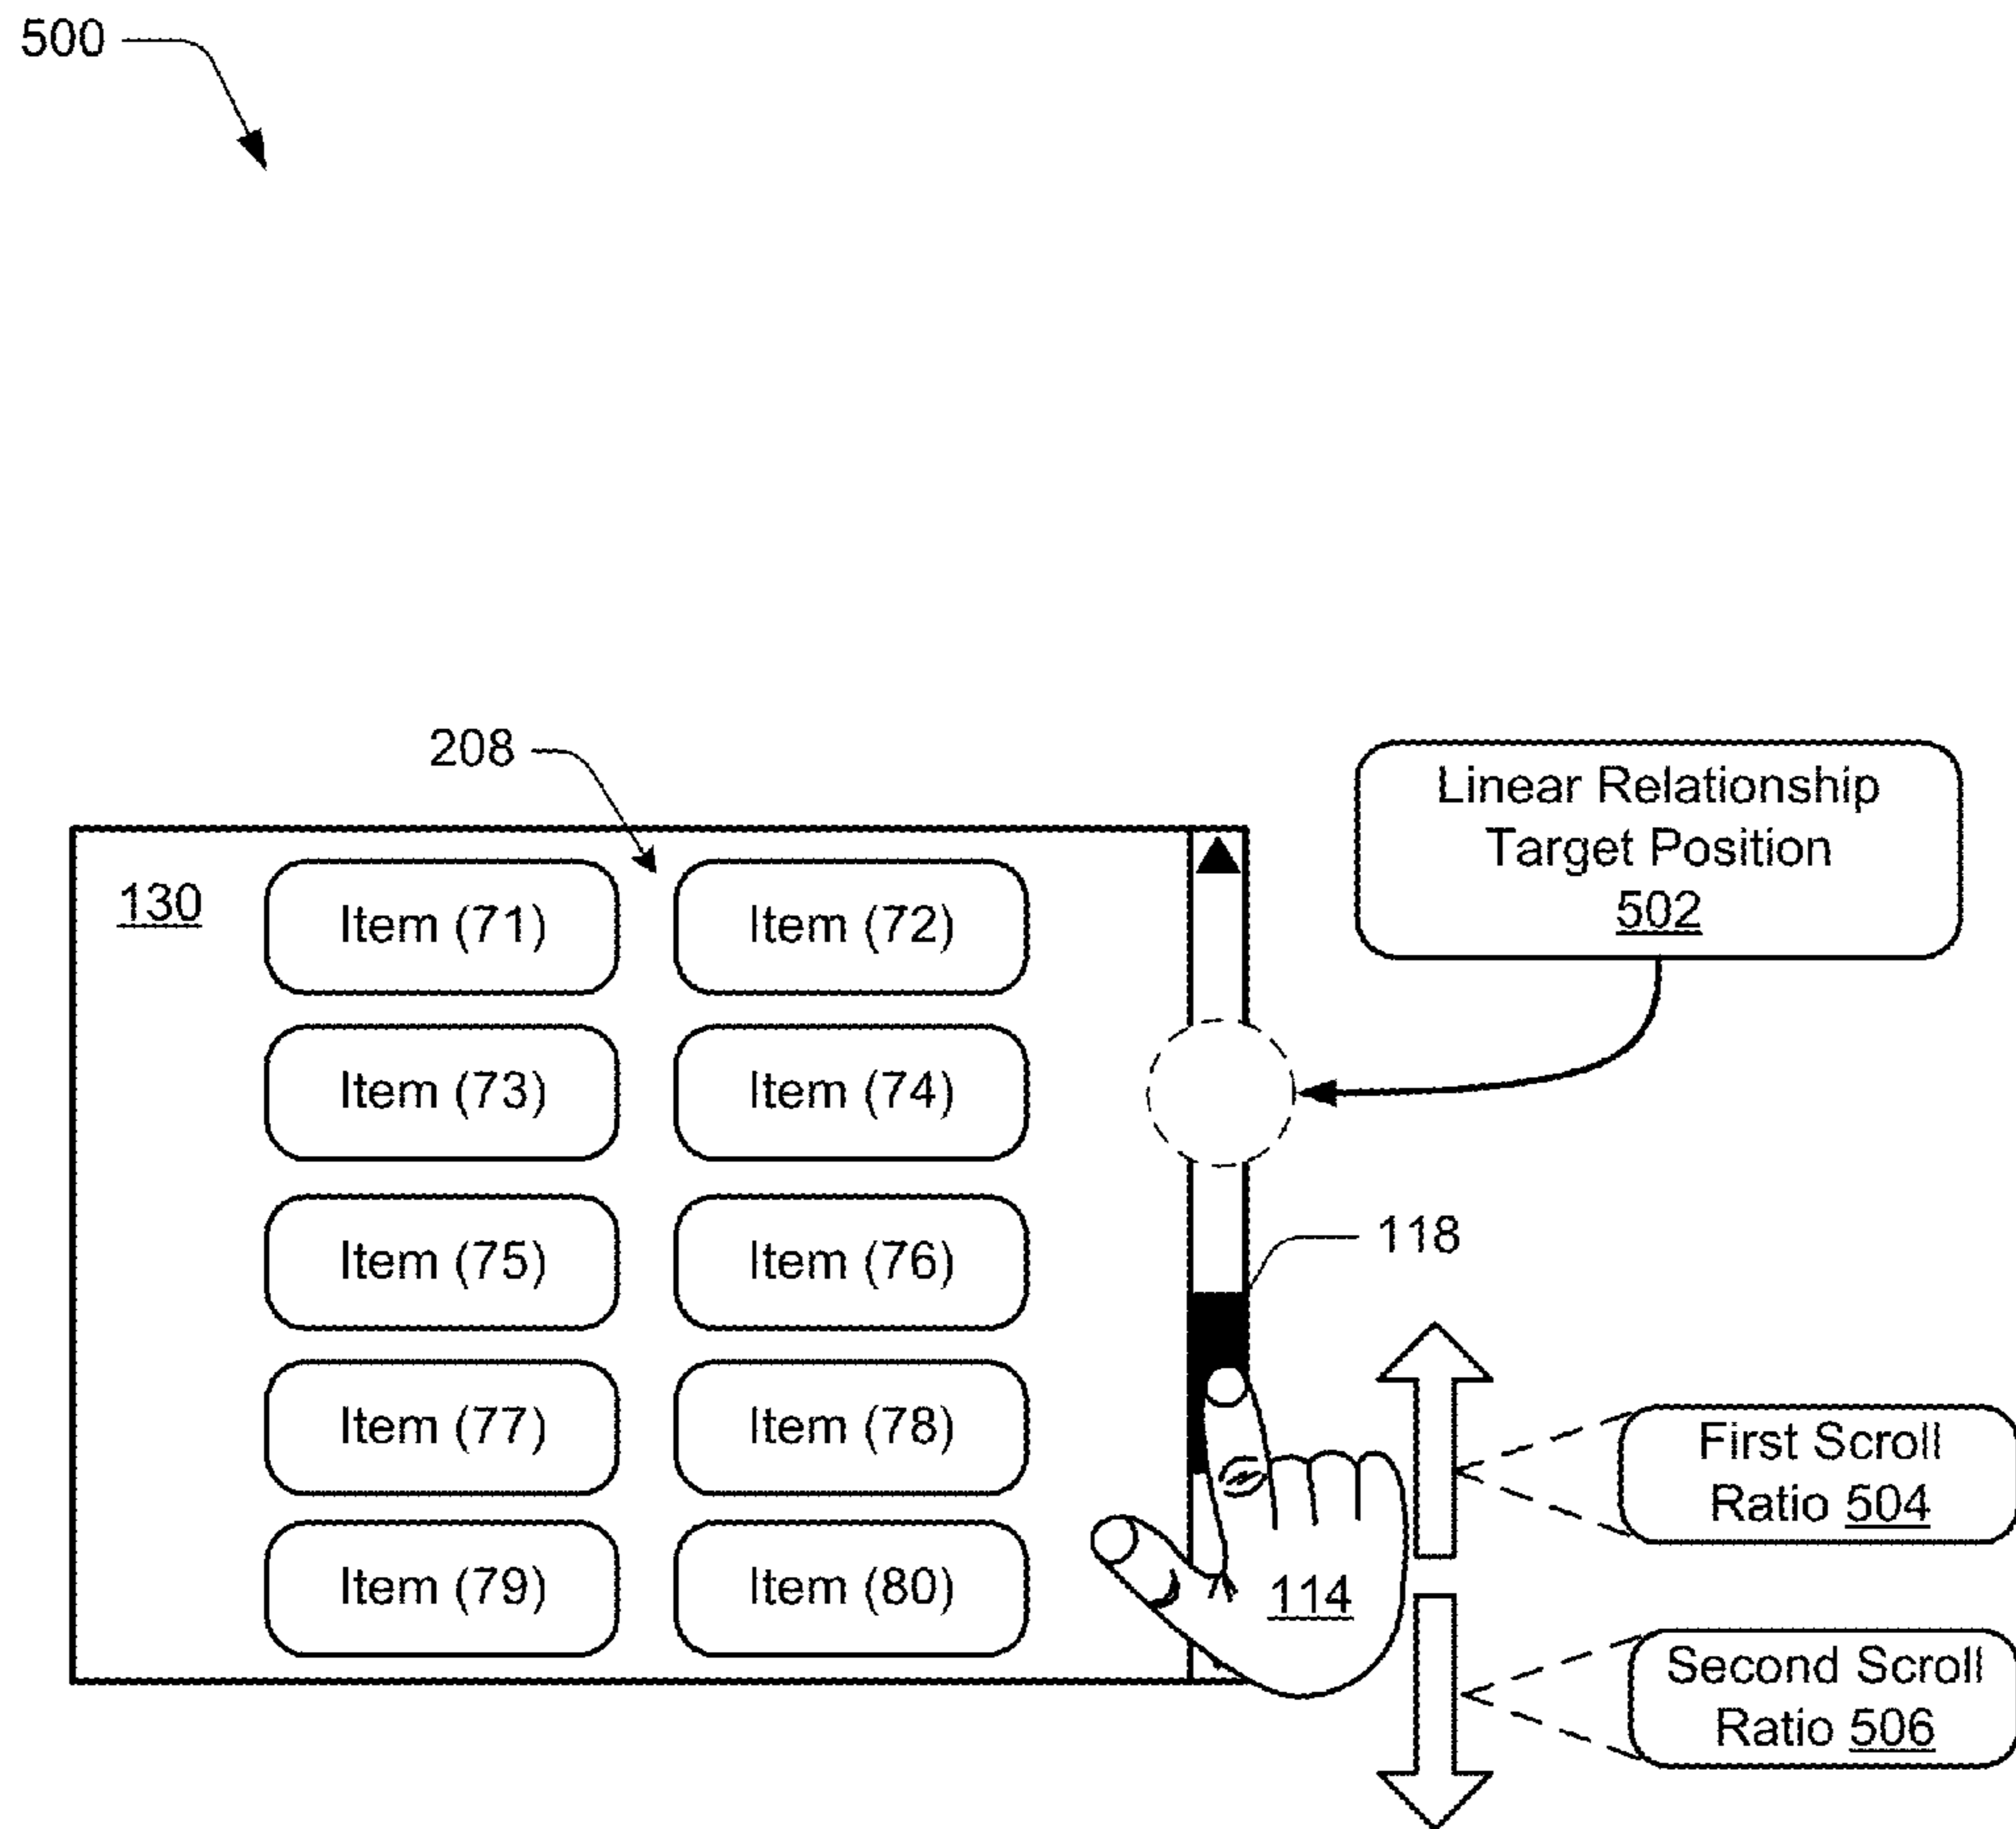 500
208
Linear Relationship
Target Position
502
130
Item (71)
Item (72)
Item (73)
Item (74)
Item (75)
Item (76)
118
Item (77)
Item (78)
First Scroll
Ratio 504
Item (79)
Item (80)
114
Second Scroll
Ratio 506